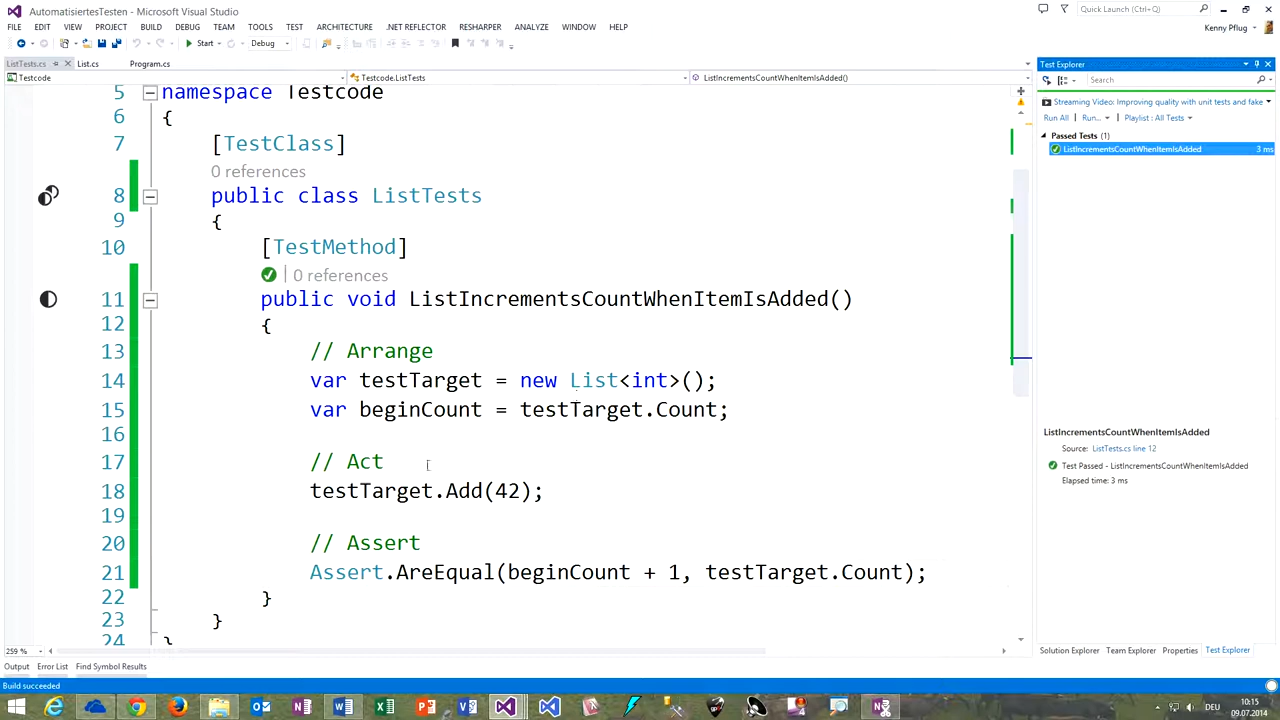 AutomatisiertesTesten - Microsoft Visual Studio
Quick Launch (Ctrl+Q)
FILE EDIT VIEW PROJECT BUILD DEBUG TEAM TOOLS TEST ARCHITECTURE .NET REFLECTOR RESHARPER ANALYZE WINDOW HELP
Kenny Pflug
Start Debug
ListTests.cs List.cs Program.cs
Testcode Testcode.ListTests ListIncrementsCountWhenItemIsAdded()
5 namespace Testcode
6 {
7 [TestClass]
0 references
8 public class ListTests
9 {
10 [TestMethod]
0 references
11 public void ListIncrementsCountWhenItemIsAdded()
12 {
13 // Arrange
14 var testTarget = new List<int>();
15 var beginCount = testTarget.Count;
16
17 // Act
18 testTarget.Add(42);
19
20 // Assert
21 Assert.AreEqual(beginCount + 1, testTarget.Count);
22 }
23 }
24 }
259 %
Output Error List Find Symbol Results
Build succeeded
Test Explorer
Search
Streaming Video: Improving quality with unit tests and fake
Run All Run... Playlist : All Tests
Passed Tests (1)
ListIncrementsCountWhenItemIsAdded 3 ms
ListIncrementsCountWhenItemIsAdded
Source: ListTests.cs line 12
Test Passed - ListIncrementsCountWhenItemIsAdded
Elapsed time: 3 ms
Solution Explorer Team Explorer Properties Test Explorer
DEU
10:15
09.07.2014